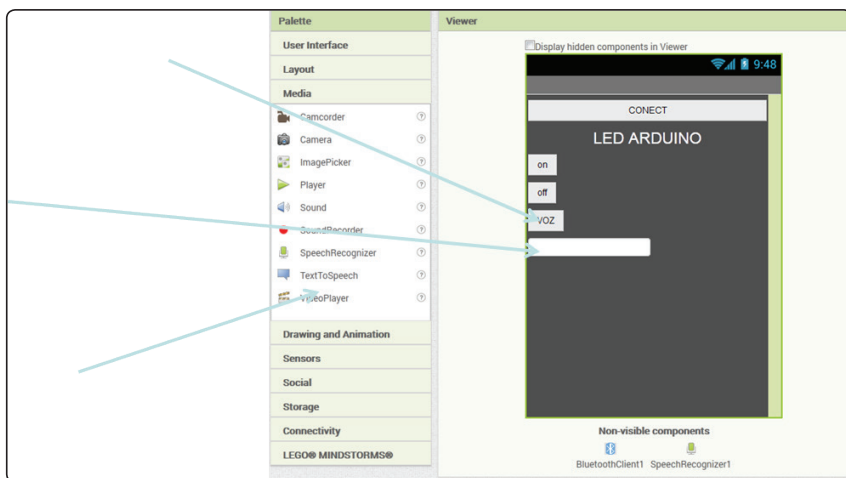 Palette
User Interface
Layout
Media
Camcorder
Camera
ImagePicker
Player
Sound
SoundRecorder
SpeechRecognizer
TextToSpeech
VideoPlayer
Drawing and Animation
Sensors
Social
Storage
Connectivity
LEGO® MINDSTORMS®
Viewer
Display hidden components in Viewer
9:48
CONECT
LED ARDUINO
on
off
VOZ
Non-visible components
BluetoothClient1 SpeechRecognizer1